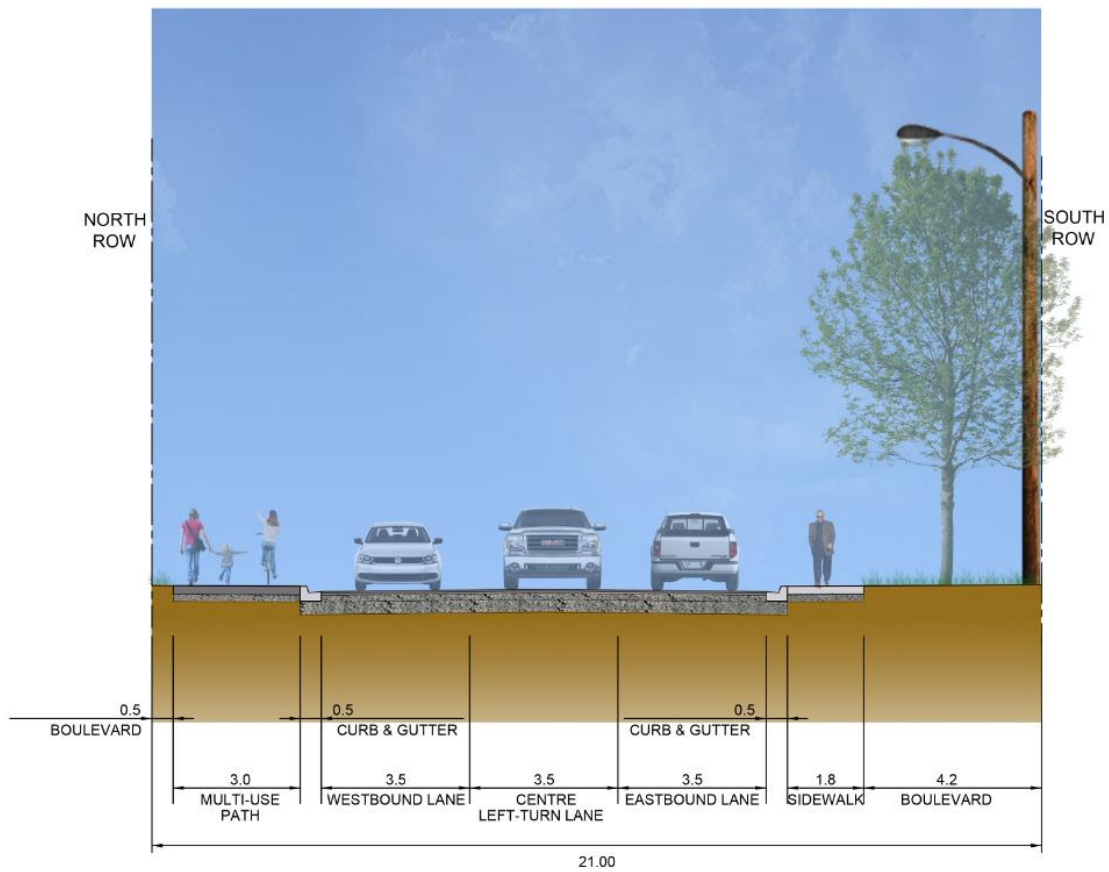 NORTH
ROW
SOUTH
ROW
0.5
BOULEVARD
0.5
CURB & GUTTER
0.5
CURB & GUTTER
3.0
MULTI-USE
PATH
3.5
WESTBOUND LANE
3.5
CENTRE
LEFT-TURN LANE
3.5
EASTBOUND LANE
1.8
SIDEWALK
4.2
BOULEVARD
21.00